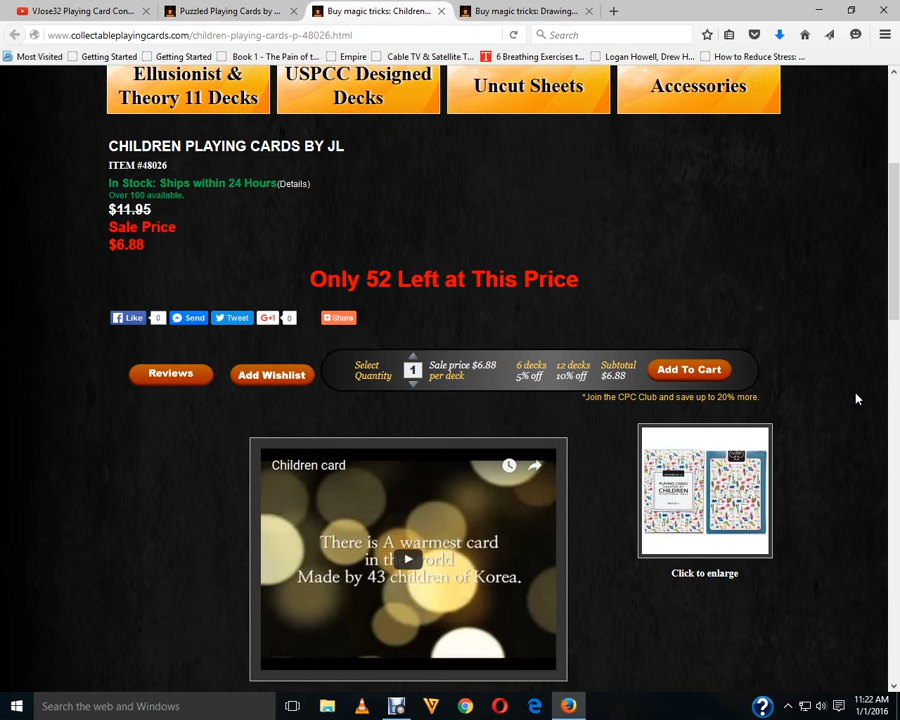 VJose32 Playing Card Con...
Puzzled Playing Cards by ...
Buy magic tricks: Children...
Buy magic tricks: Drawing...
www.collectableplayingcards.com/children-playing-cards-p-48026.html
Search
Most Visited
Getting Started
Getting Started
Book 1 - The Pain of t...
Empire
Cable TV & Satellite T...
6 Breathing Exercises t...
Logan Howell, Drew H...
How to Reduce Stress: ...
Ellusionist &
Theory 11 Decks
USPCC Designed
Decks
Uncut Sheets
Accessories
CHILDREN PLAYING CARDS BY JL
ITEM #48026
In Stock: Ships within 24 Hours(Details)
Over 100 available.
$11.95
Sale Price
$6.88
Only 52 Left at This Price
Like 0 Send Tweet G+1 0 Share
Reviews
Add Wishlist
Select
Quantity
1
Sale price $6.88
per deck
6 decks
5% off
12 decks
10% off
Subtotal
$6.88
Add To Cart
*Join the CPC Club and save up to 20% more.
Children card
There is A warmest card
in the world
Made by 43 children of Korea.
PLAYING CARDS
CHILDREN
Click to enlarge
Search the web and Windows
11:22 AM
1/1/2016